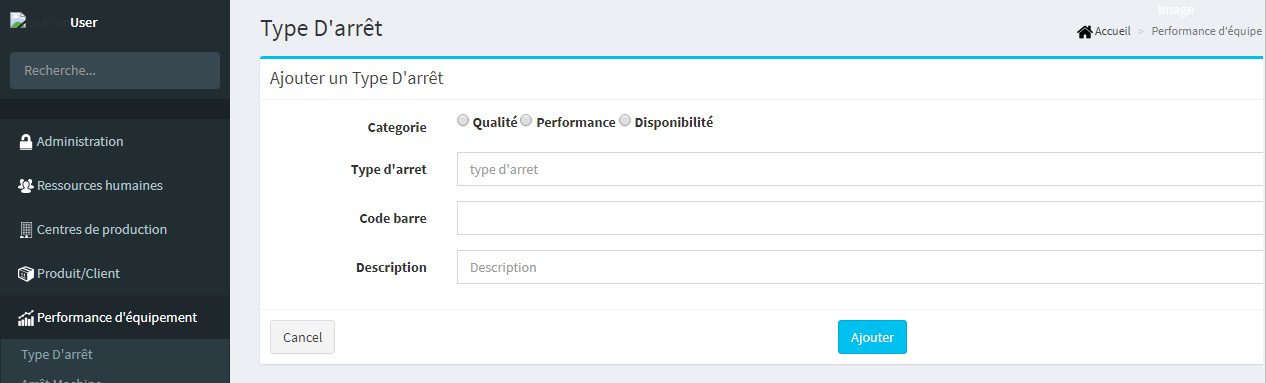 User
Recherche...
Administration
Ressources humaines
Centres de production
Produit/Client
Performance d'équipement
Type D'arrêt
Arrêt Machine
Image
Type D'arrêt
Accueil > Performance d'équipe
Ajouter un Type D'arrêt
Categorie Qualité Performance Disponibilité
Type d'arret type d'arret
Code barre
Description Description
Cancel Ajouter